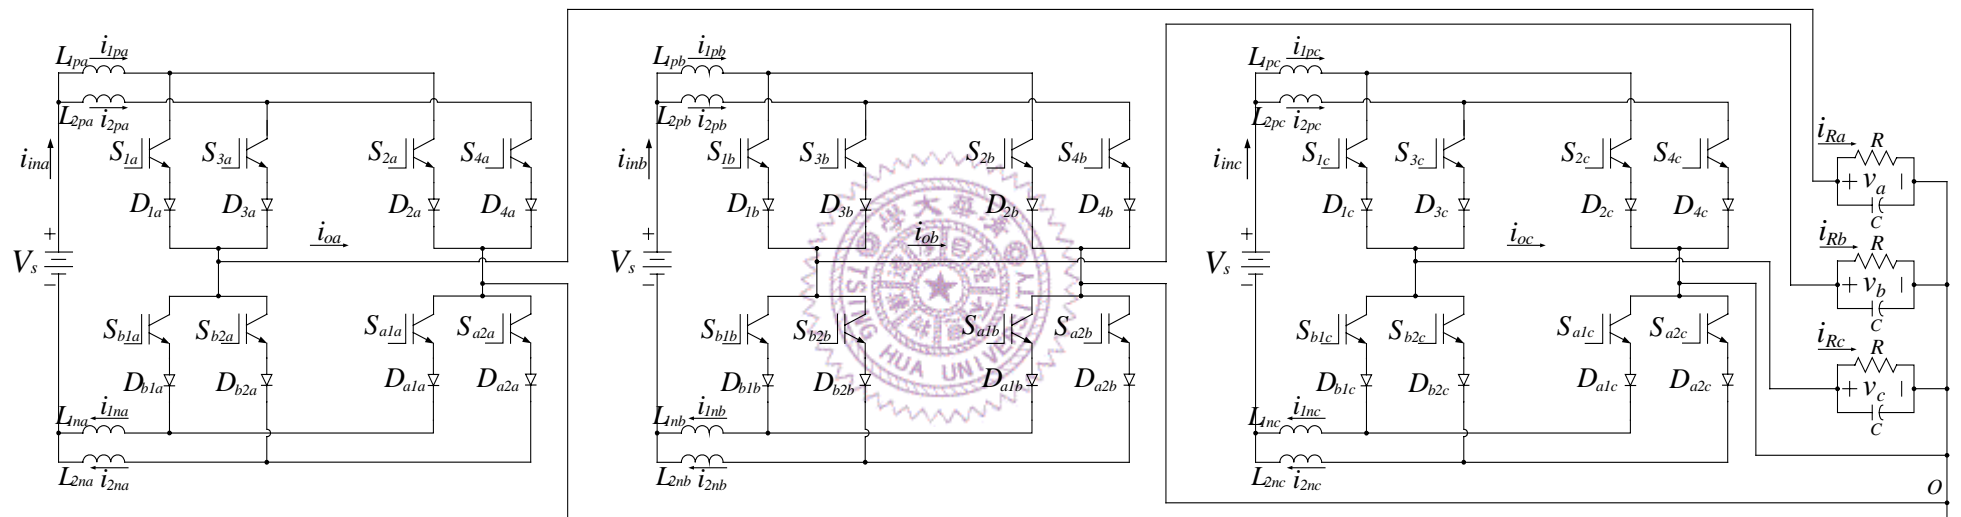 L1pa i1pa
L2pa i2pa
iina
S1a S3a S2a S4a
D1a D3a D2a D4a
ioa
+ Vs −
Sb1a Sb2a Sa1a Sa2a
Db1a Db2a Da1a Da2a
L1na i1na
L2na i2na
L1pb i1pb
L2pb i2pb
iinb
S1b S3b S2b S4b
D1b D3b D2b D4b
iob
+ Vs −
Sb1b Sb2b Sa1b Sa2b
Db1b Db2b Da1b Da2b
L1nb i1nb
L2nb i2nb
L1pc i1pc
L2pc i2pc
iinc
S1c S3c S2c S4c
D1c D3c D2c D4c
ioc
+ Vs −
Sb1c Sb2c Sa1c Sa2c
Db1c Db2c Da1c Da2c
L1nc i1nc
L2nc i2nc
iRa R
+ va −
C
iRb R
+ vb −
C
iRc R
+ vc −
C
O
TSING HUA UNIVERSITY